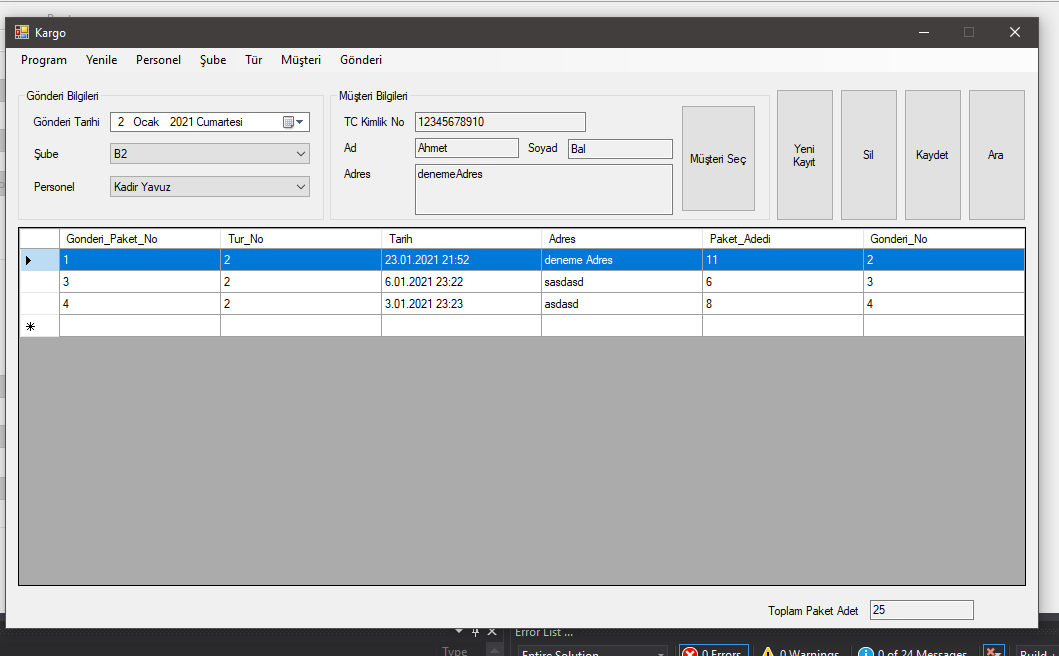 Kargo
Program Yenile Personel Şube Tür Müşteri Gönderi
Gönderi Bilgileri
Gönderi Tarihi 2 Ocak 2021 Cumartesi
Şube B2
Personel Kadir Yavuz
Müşteri Bilgileri
TC Kimlik No 12345678910
Ad Ahmet Soyad Bal
Adres denemeAdres
Müşteri Seç
Yeni
Kayıt
Sil
Kaydet
Ara
Gonderi_Paket_No Tur_No Tarih Adres Paket_Adedi Gonderi_No
1 2 23.01.2021 21:52 deneme Adres 11 2
3 2 6.01.2021 23:22 sasdasd 6 3
4 2 3.01.2021 23:23 asdasd 8 4
Toplam Paket Adet 25
Error List ...
Type
Entire Solution 0 Errors 0 Warnings 0 of 24 Messages Build